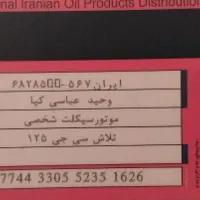 nal Iranian Oil Products Distribution
ایران ۵۶۷-۶۸۲۸۵
وحید عباسی کیا
موتورسیکلت شخصی
تلاش سی جی ۱۲۵
7744 3305 5235 1626